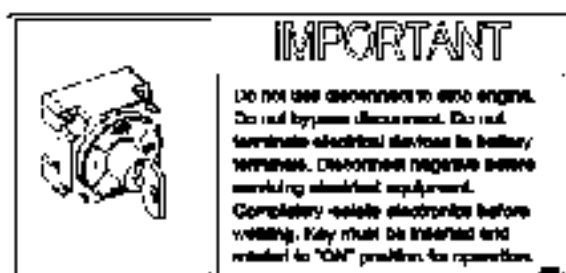 IMPORTANT
Do not use disconnect to stop engine.
Do not bypass disconnect. Do not
terminate electrical devices to battery
terminals. Disconnect negative before
servicing electrical equipment.
Completely isolate electronics before
welding. Key must be inserted and
rotated to "ON" position for operation.